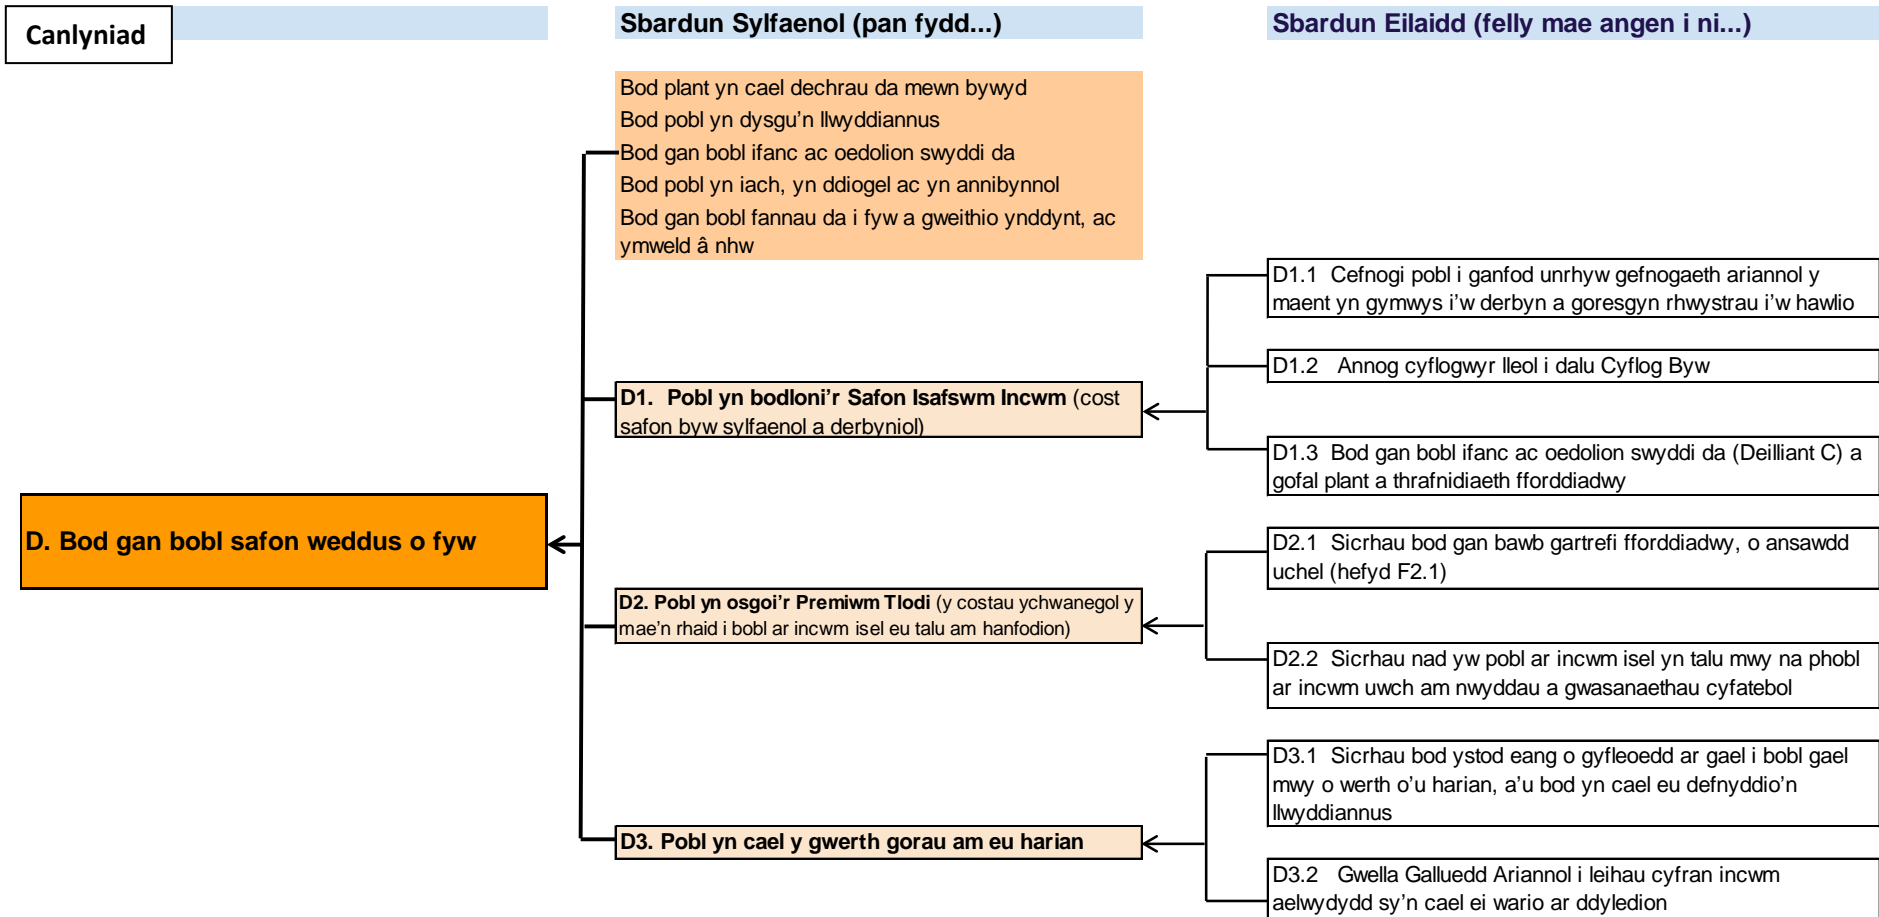 Canlyniad
Sbardun Sylfaenol (pan fydd...)
Sbardun Eilaidd (felly mae angen i ni...)
Bod plant yn cael dechrau da mewn bywyd
Bod pobl yn dysgu’n llwyddiannus
Bod gan bobl ifanc ac oedolion swyddi da
Bod pobl yn iach, yn ddiogel ac yn annibynnol
Bod gan bobl fannau da i fyw a gweithio ynddynt, ac
ymweld â nhw
D. Bod gan bobl safon weddus o fyw
D1. Pobl yn bodloni’r Safon Isafswm Incwm (cost
safon byw sylfaenol a derbyniol)
D1.1 Cefnogi pobl i ganfod unrhyw gefnogaeth ariannol y
maent yn gymwys i’w derbyn a goresgyn rhwystrau i’w hawlio
D1.2 Annog cyflogwyr lleol i dalu Cyflog Byw
D1.3 Bod gan bobl ifanc ac oedolion swyddi da (Deilliant C) a
gofal plant a thrafnidiaeth fforddiadwy
D2. Pobl yn osgoi’r Premiwm Tlodi (y costau ychwanegol y
mae’n rhaid i bobl ar incwm isel eu talu am hanfodion)
D2.1 Sicrhau bod gan bawb gartrefi fforddiadwy, o ansawdd
uchel (hefyd F2.1)
D2.2 Sicrhau nad yw pobl ar incwm isel yn talu mwy na phobl
ar incwm uwch am nwyddau a gwasanaethau cyfatebol
D3. Pobl yn cael y gwerth gorau am eu harian
D3.1 Sicrhau bod ystod eang o gyfleoedd ar gael i bobl gael
mwy o werth o’u harian, a’u bod yn cael eu defnyddio’n
llwyddiannus
D3.2 Gwella Galluedd Ariannol i leihau cyfran incwm
aelwydydd sy’n cael ei wario ar ddyledion